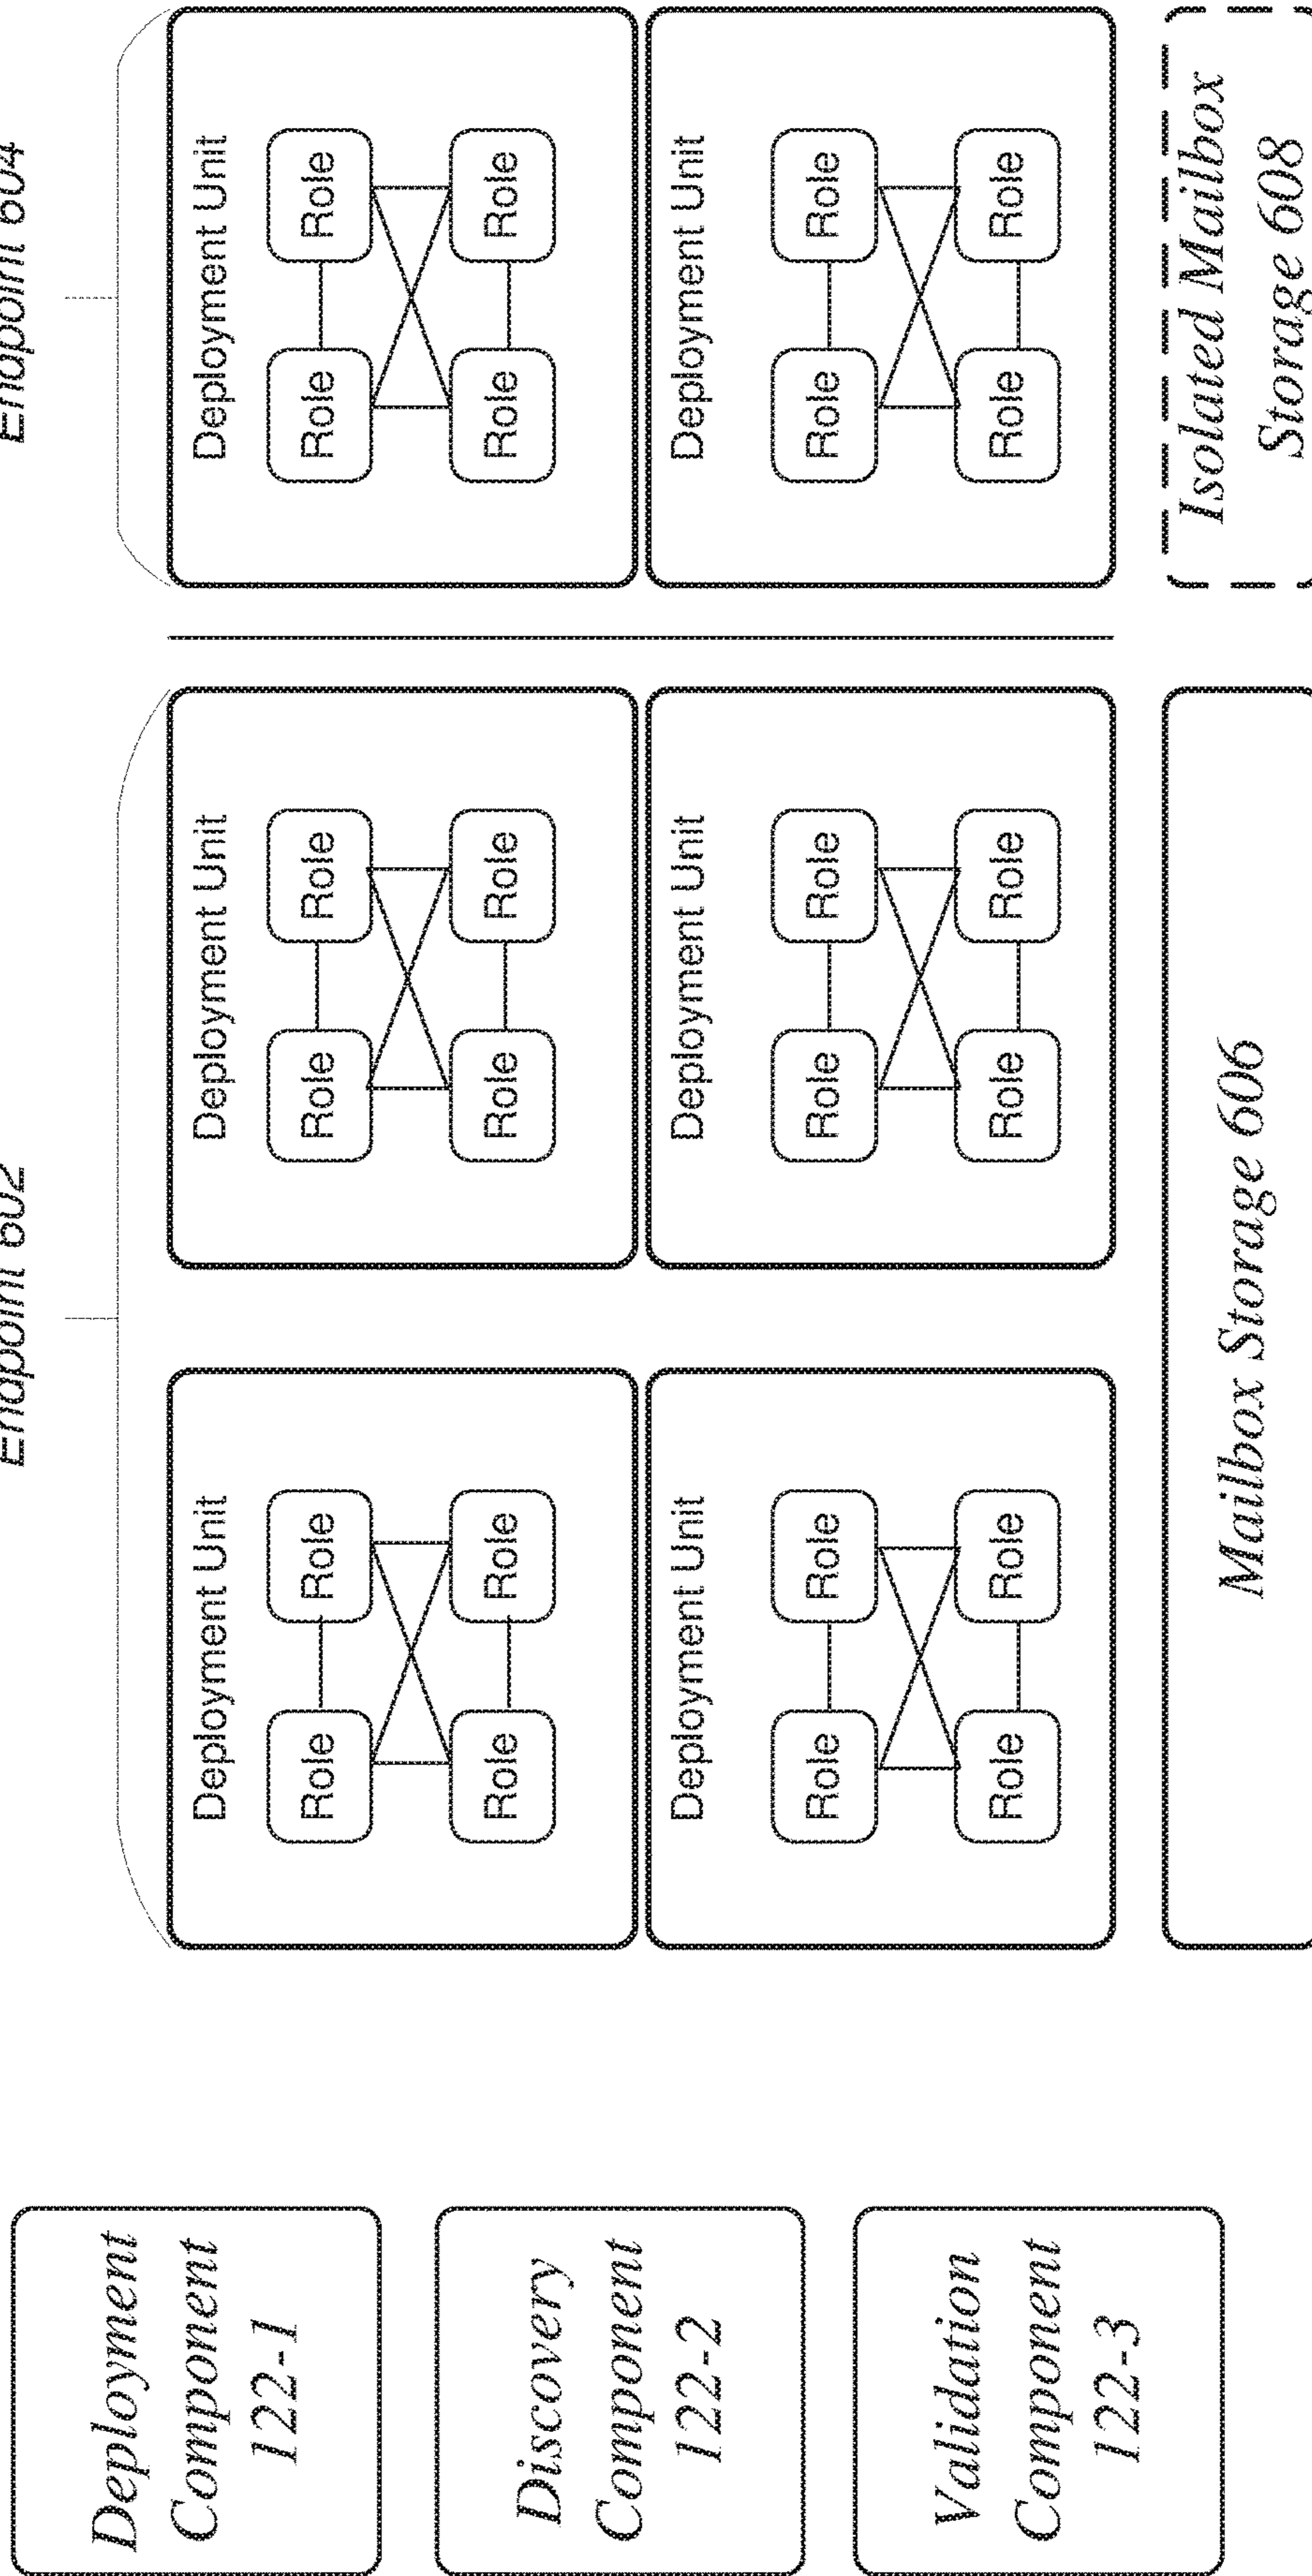 Deployment
Component
122-1
Discovery
Component
122-2
Validation
Component
122-3
Endpoint 602
Endpoint 604
Deployment Unit
Role
Role
Role
Role
Deployment Unit
Role
Role
Role
Role
Deployment Unit
Role
Role
Role
Role
Deployment Unit
Role
Role
Role
Role
Deployment Unit
Role
Role
Role
Role
Deployment Unit
Role
Role
Role
Role
Mailbox Storage 606
Isolated Mailbox
Storage 608